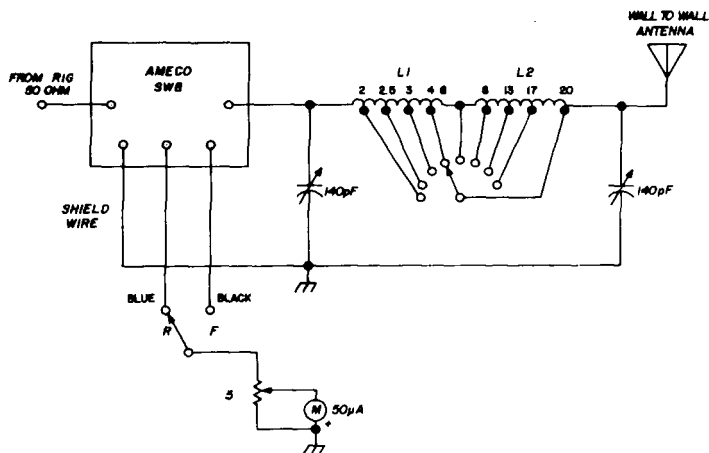 WALL TO WALL
ANTENNA
AMECO
SWB
FROM RIG
50 OHM
L1
L2
2 2.5 3 4 6 8 13 17 20
140pF
140pF
SHIELD
WIRE
BLUE
BLACK
R
F
5
M
50µA
+